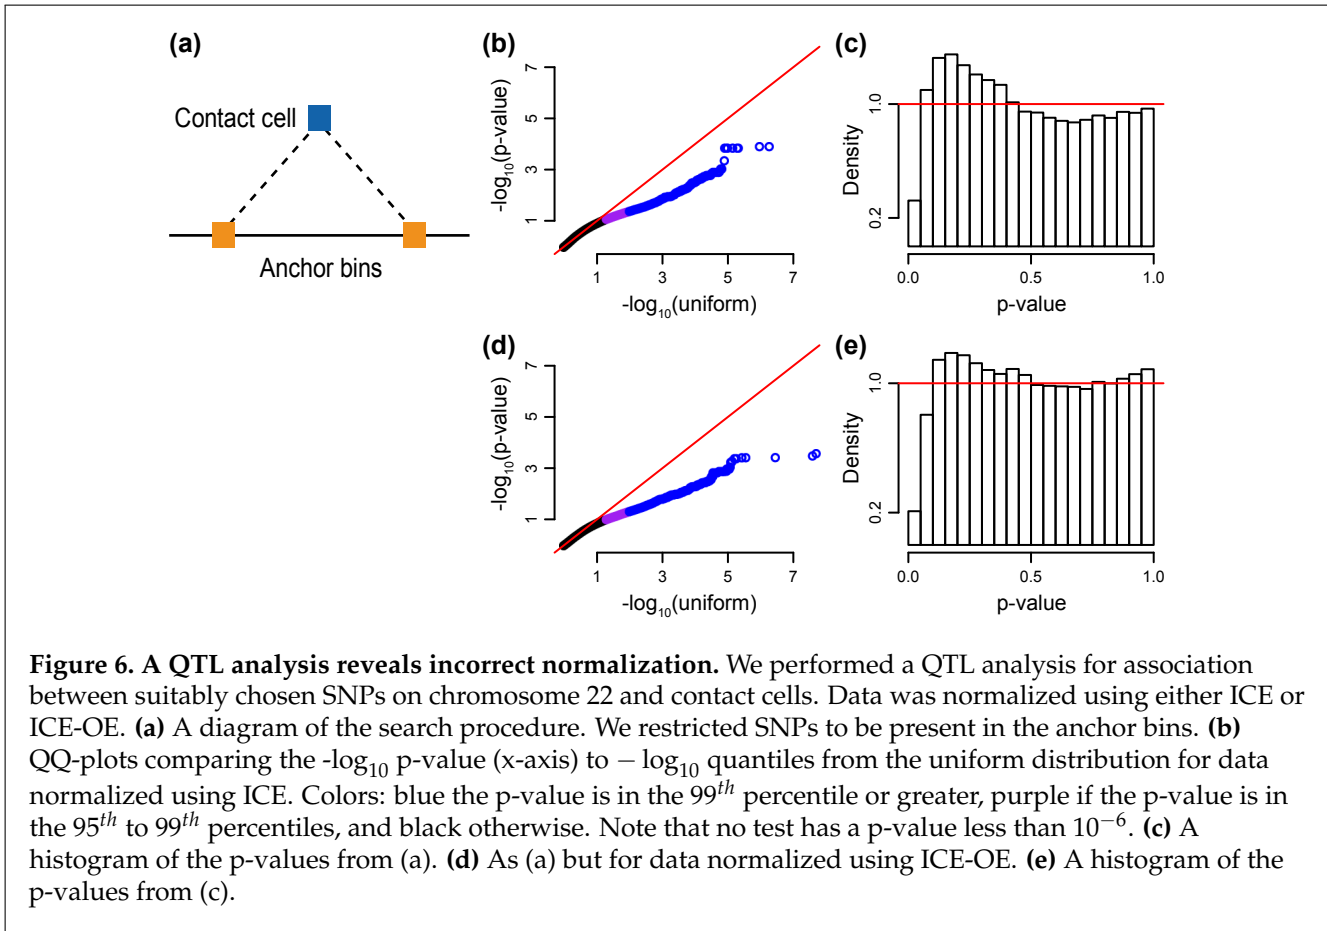 (a)
Contact cell
Anchor bins
(b)
-log10(p-value)
7
5
3
1
1 3 5 7
-log10(uniform)
(c)
Density
1.0
0.2
0.0 0.5 1.0
p-value
(d)
-log10(p-value)
7
5
3
1
1 3 5 7
-log10(uniform)
(e)
Density
1.0
0.2
0.0 0.5 1.0
p-value
Figure 6. A QTL analysis reveals incorrect normalization. We performed a QTL analysis for association
between suitably chosen SNPs on chromosome 22 and contact cells. Data was normalized using either ICE or
ICE-OE. (a) A diagram of the search procedure. We restricted SNPs to be present in the anchor bins. (b)
QQ-plots comparing the -log10 p-value (x-axis) to − log10 quantiles from the uniform distribution for data
normalized using ICE. Colors: blue the p-value is in the 99th percentile or greater, purple if the p-value is in
the 95th to 99th percentiles, and black otherwise. Note that no test has a p-value less than 10−6. (c) A
histogram of the p-values from (a). (d) As (a) but for data normalized using ICE-OE. (e) A histogram of the
p-values from (c).